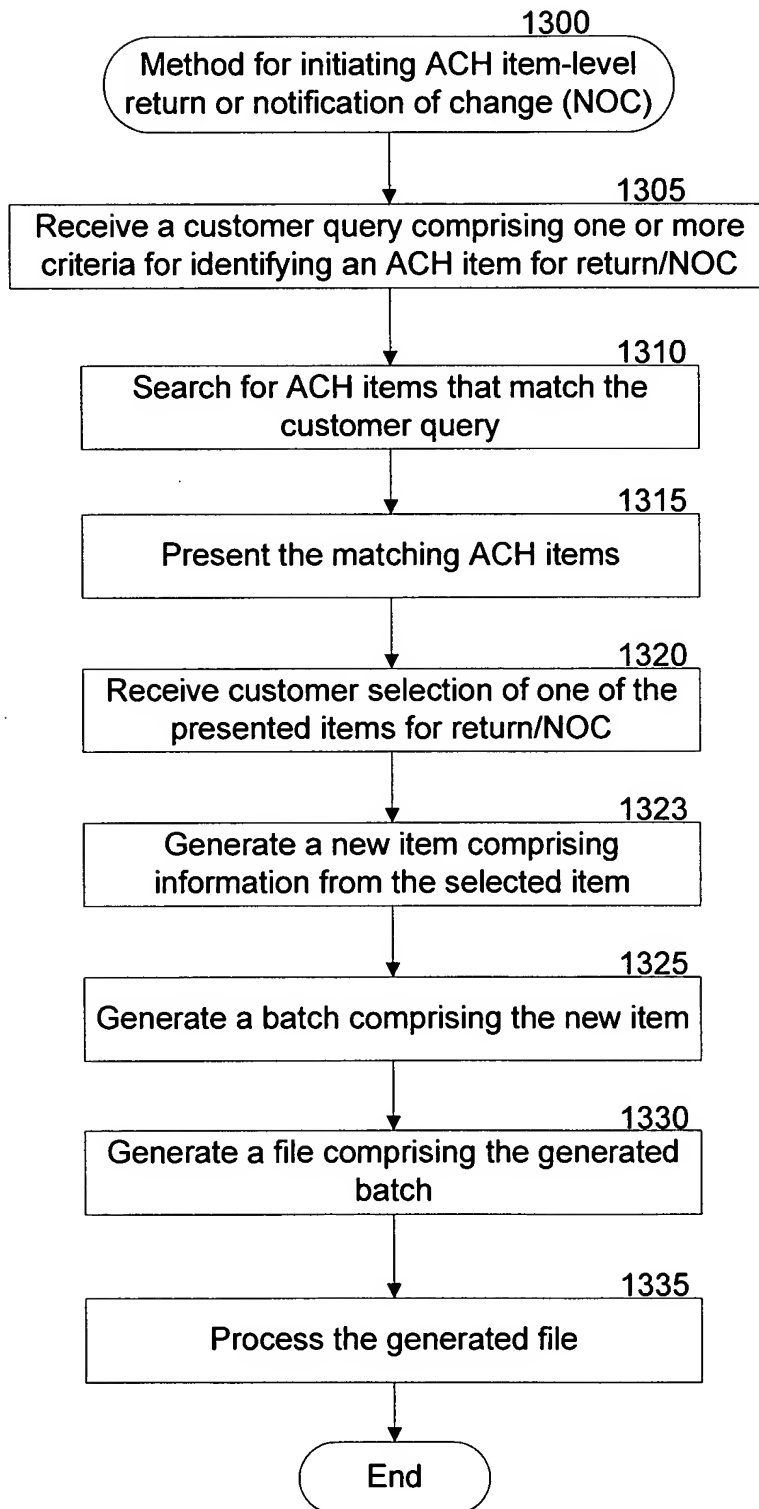 1300
Method for initiating ACH item-level
return or notification of change (NOC)
1305
Receive a customer query comprising one or more
criteria for identifying an ACH item for return/NOC
1310
Search for ACH items that match the
customer query
1315
Present the matching ACH items
1320
Receive customer selection of one of the
presented items for return/NOC
1323
Generate a new item comprising
information from the selected item
1325
Generate a batch comprising the new item
1330
Generate a file comprising the generated
batch
1335
Process the generated file
End